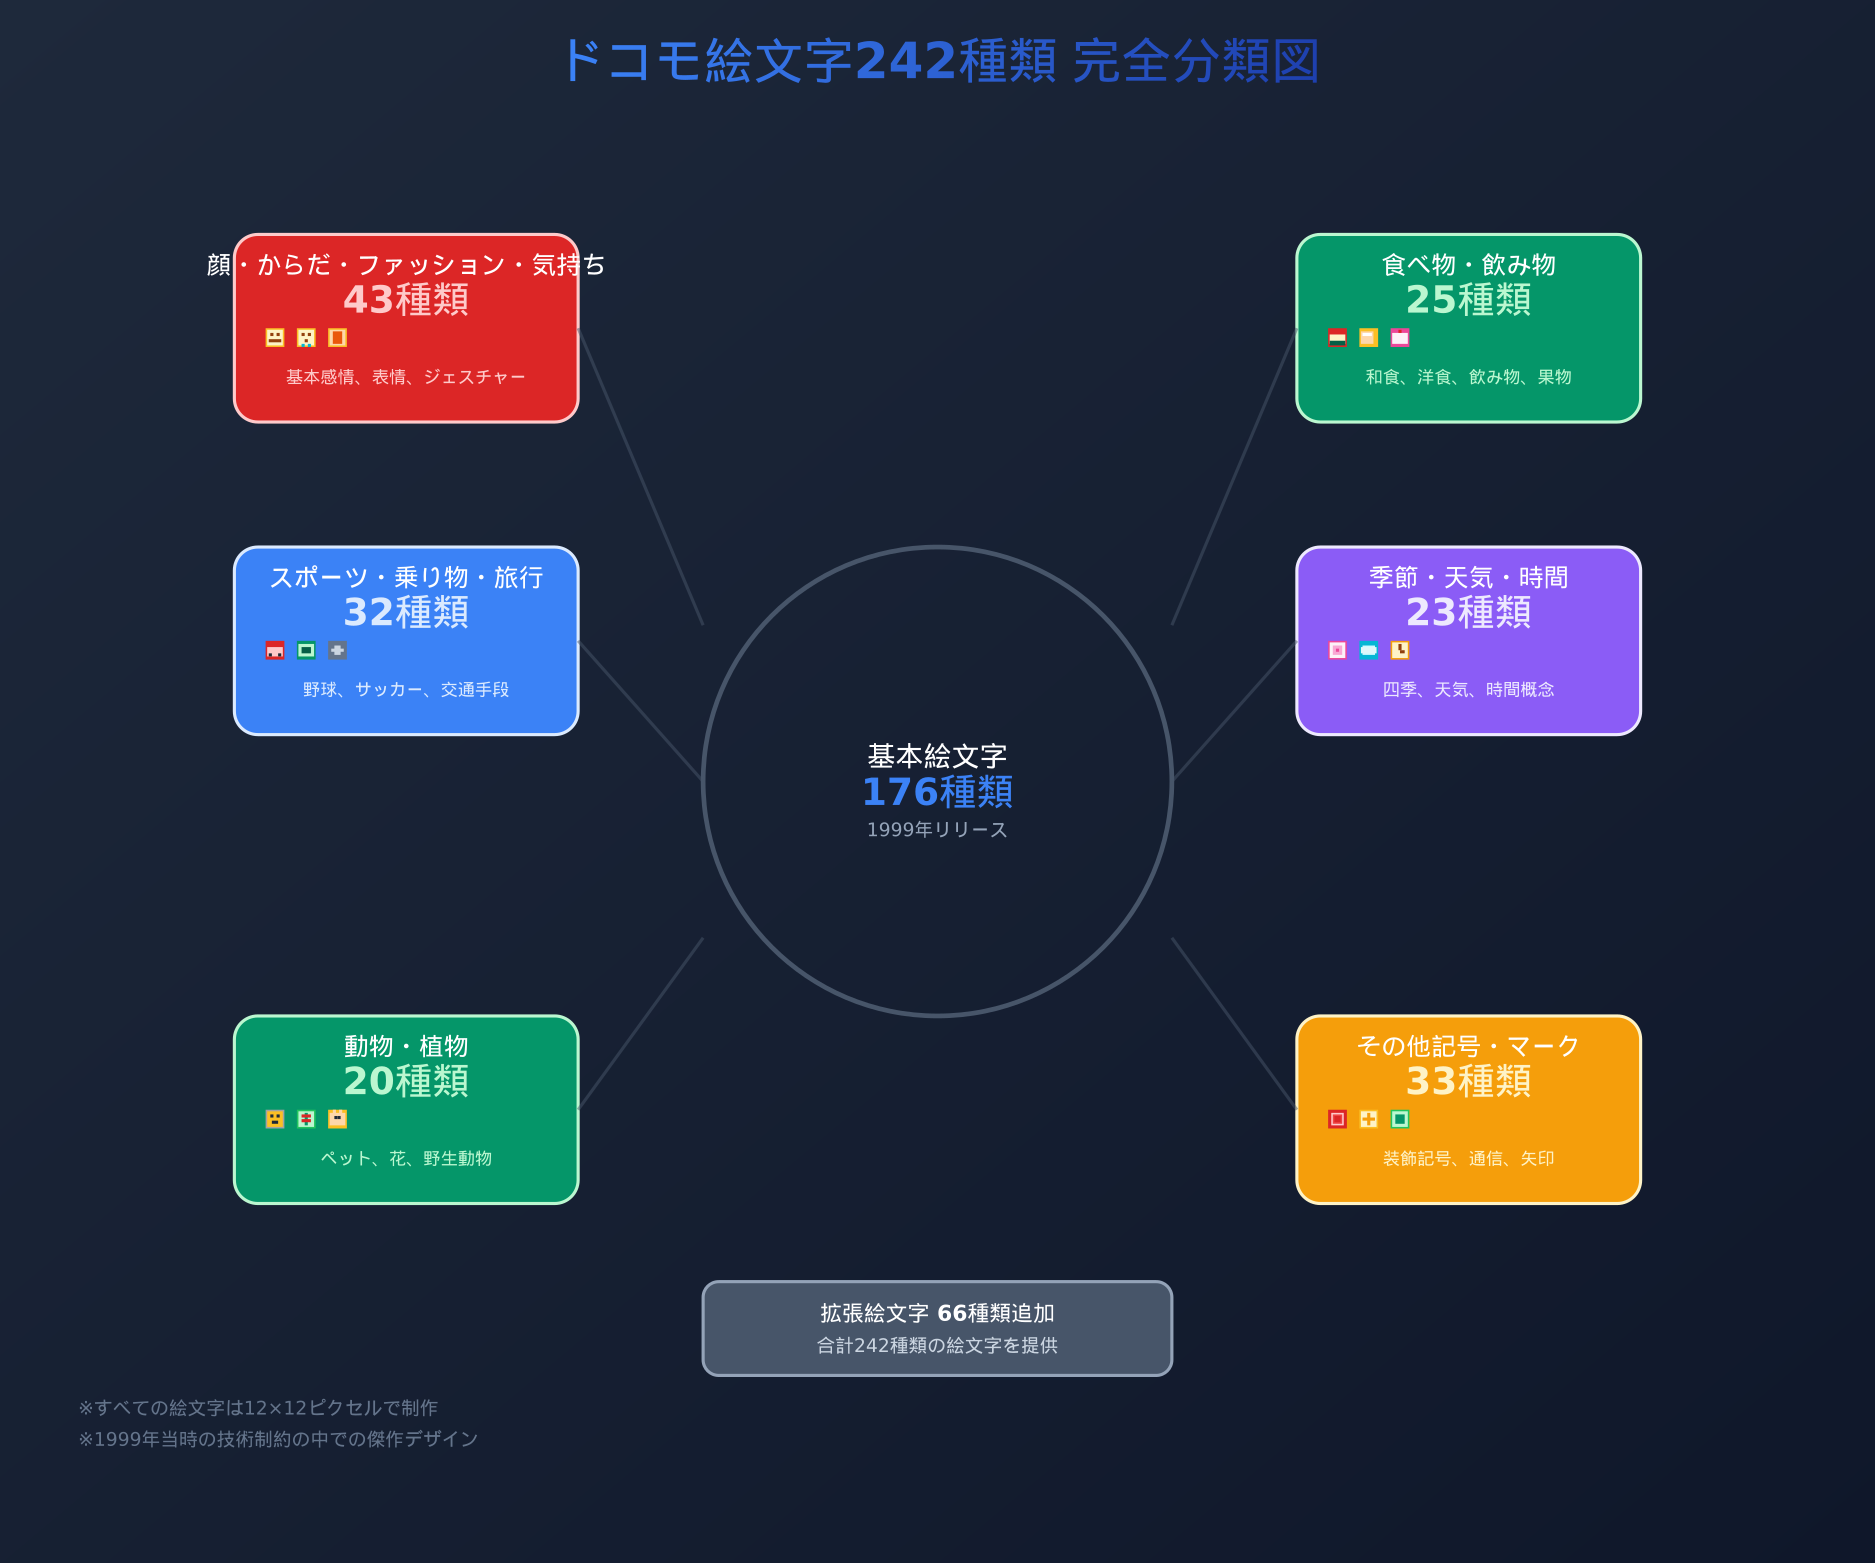 ドコモ絵文字242種類 完全分類図
顔・からだ・ファッション・気持ち
43種類
基本感情、表情、ジェスチャー
食べ物・飲み物
25種類
和食、洋食、飲み物、果物
スポーツ・乗り物・旅行
32種類
野球、サッカー、交通手段
季節・天気・時間
23種類
四季、天気、時間概念
基本絵文字
176種類
1999年リリース
動物・植物
20種類
ペット、花、野生動物
その他記号・マーク
33種類
装飾記号、通信、矢印
拡張絵文字 66種類追加
合計242種類の絵文字を提供
※すべての絵文字は12×12ピクセルで制作
※1999年当時の技術制約の中での傑作デザイン